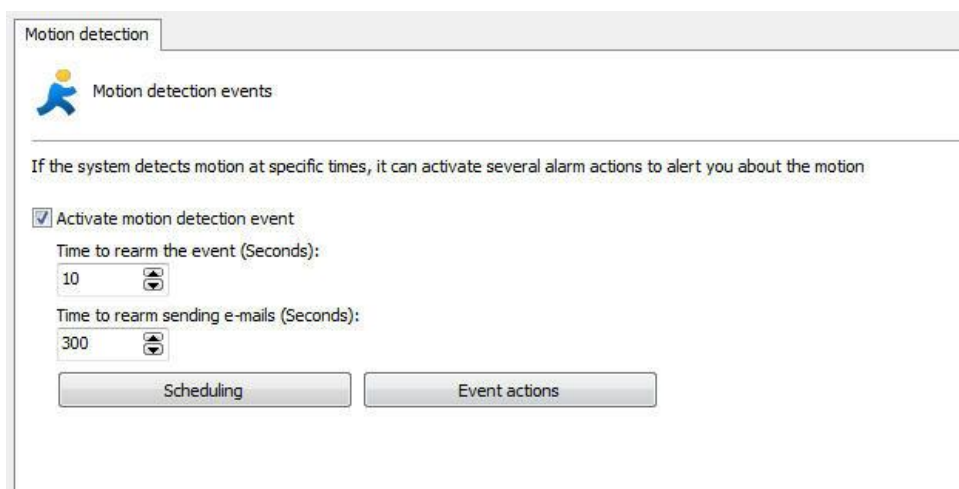 Motion detection
Motion detection events
If the system detects motion at specific times, it can activate several alarm actions to alert you about the motion
Activate motion detection event
Time to rearm the event (Seconds):
10
Time to rearm sending e-mails (Seconds):
300
Scheduling Event actions